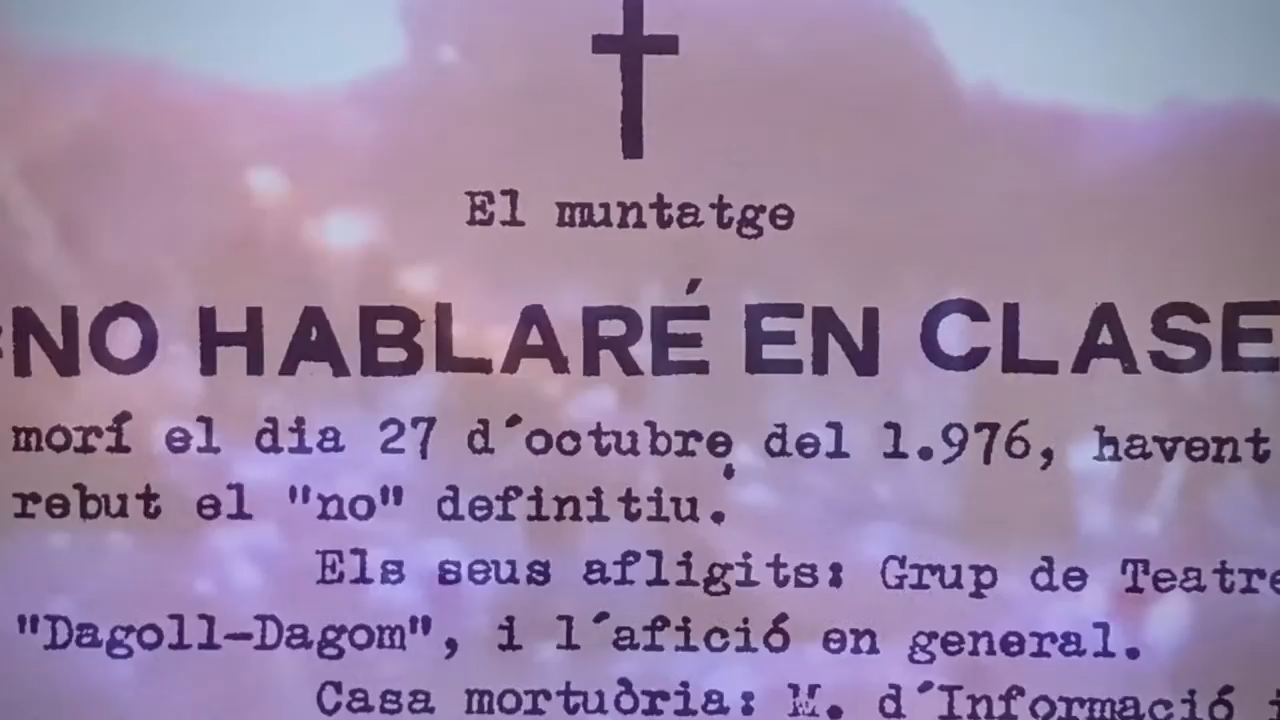 El muntatge
«NO HABLARÉ EN CLASE
morí el dia 27 d´octubre del 1.976, havent
rebut el "no" definitiu.
Els seus afligits: Grup de Teatre
"Dagoll-Dagom", i l´afició en general.
Casa mortuòria: M. d´Informació i